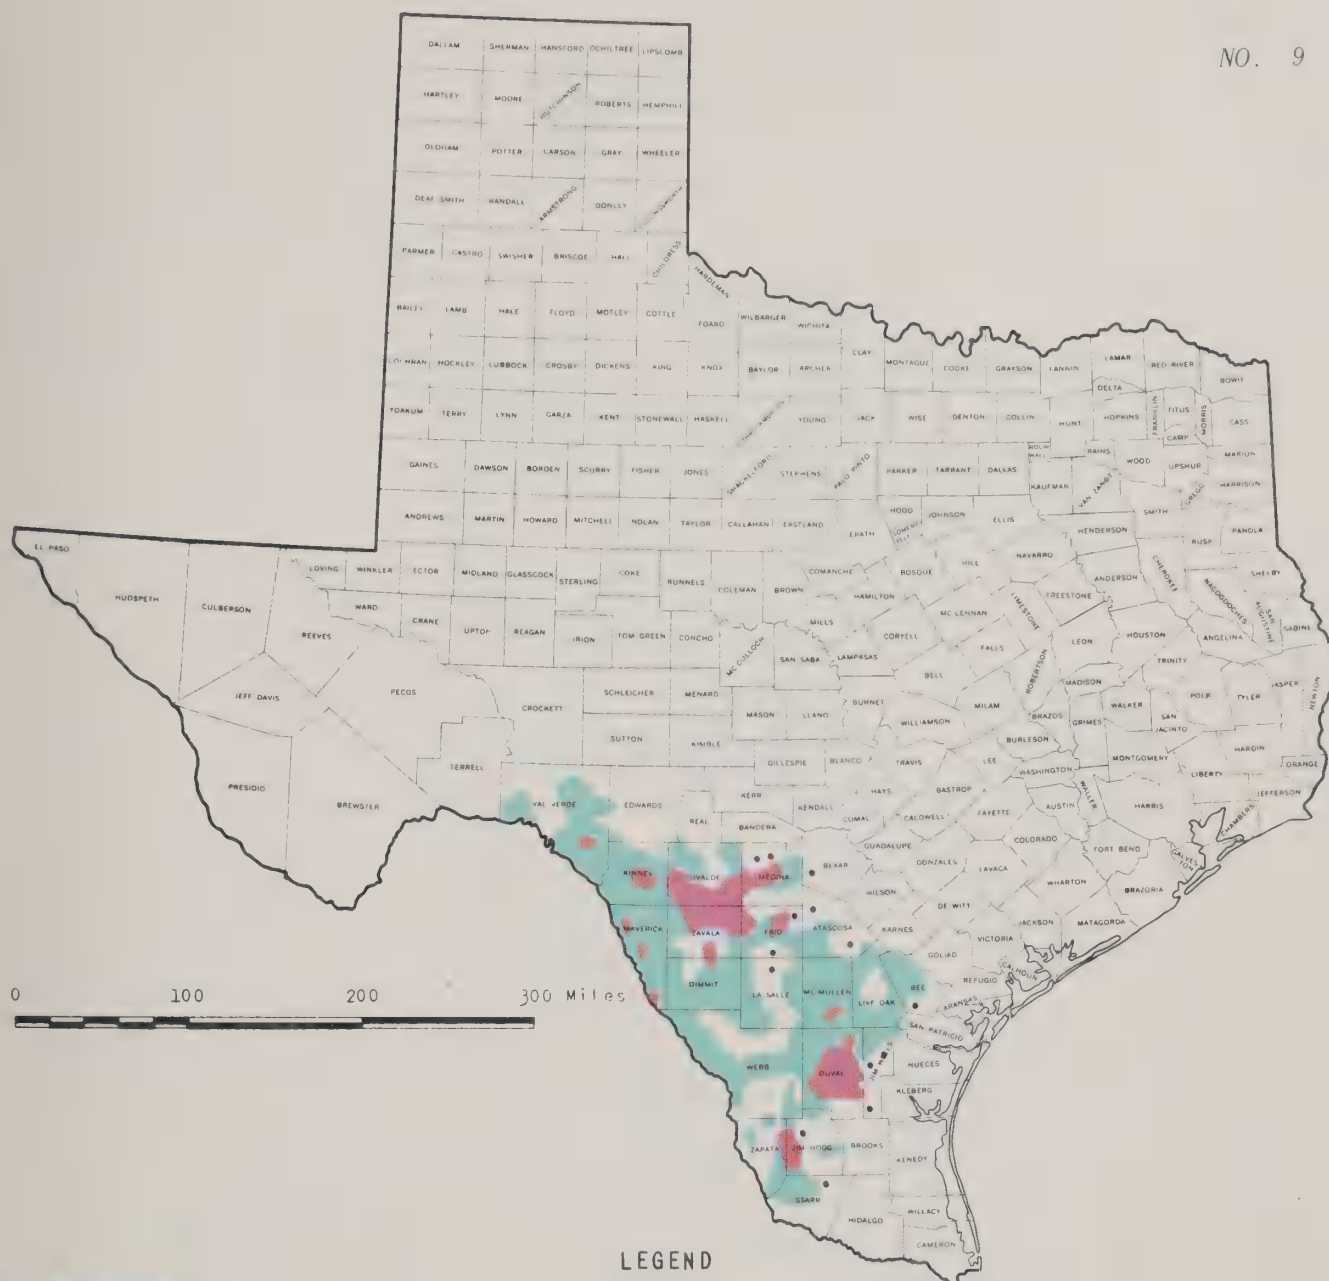 NO. 9
DALLAM SHERMAN HANSFORD OCHILTREE LIPSCOMB
HARTLEY MOORE HUTCHINSON ROBERTS HEMPHILL
OLDHAM POTTER CARSON GRAY WHEELER
DEAF SMITH RANDALL ARMSTRONG DONLEY
PARMER CASTRO SWISHER BRISCOE HALL CHILDRESS
HARDEMAN
BAILEY LAMB HALE FLOYD MOTLEY COTTLE FOARD WILBARGER WICHITA
HOCKLEY LUBBOCK CROSBY DICKENS KING KNOX BAYLOR ARCHER CLAY MONTAGUE COOKE GRAYSON FANNIN LAMAR RED RIVER BOWIE
DELTA
YOAKUM TERRY LYNN GARZA KENT STONEWALL HASKELL YOUNG JACK WISE DENTON COLLIN HUNT HOPKINS FRANKLIN TITUS MORRIS CASS
CAMP
GAINES DAWSON BORDEN SCURRY FISHER JONES SHACKELFORD STEPHENS PALO PINTO PARKER TARRANT DALLAS KAUFMAN RAINS VAN ZANDT WOOD UPSHUR GREGG MARION
HARRISON
ANDREWS MARTIN HOWARD MITCHELL NOLAN TAYLOR CALLAHAN EASTLAND ERATH HOOD JOHNSON ELLIS HENDERSON SMITH RUSK PANOLA
EL PASO HUDSPETH CULBERSON REEVES LOVING WINKLER ECTOR MIDLAND GLASSCOCK STERLING COKE RUNNELS COLEMAN BROWN COMANCHE BOSQUE HILL NAVARRO ANDERSON CHEROKEE NACOGDOCHES SHELBY
WARD CRANE UPTON REAGAN IRION TOM GREEN CONCHO MC CULLOCH MILLS HAMILTON MC LENNAN LIMESTONE FREESTONE SAN AUGUSTINE SABINE
SAN SABA LAMPASAS CORYELL FALLS LEON HOUSTON ANGELINA
TRINITY
JEFF DAVIS PECOS CROCKETT SCHLEICHER MENARD MASON LLANO BURNET BELL MILAM ROBERTSON MADISON WALKER POLK TYLER JASPER NEWTON
SUTTON KIMBLE WILLIAMSON BRAZOS GRIMES SAN JACINTO
BURLESON
PRESIDIO BREWSTER TERRELL GILLESPIE BLANCO TRAVIS LEE WASHINGTON MONTGOMERY LIBERTY HARDIN ORANGE
VAL VERDE EDWARDS KERR KENDALL HAYS BASTROP AUSTIN WALLER HARRIS CHAMBERS JEFFERSON
REAL BANDERA COMAL CALDWELL FAYETTE COLORADO FORT BEND GALVESTON
GUADALUPE GONZALES LAVACA
KINNEY UVALDE MEDINA BEXAR WILSON WHARTON BRAZORIA
DE WITT JACKSON MATAGORDA
MAVERICK ZAVALA FRIO ATASCOSA KARNES VICTORIA
GOLIAD CALHOUN
DIMMIT LA SALLE MC MULLEN LIVE OAK BEE REFUGIO
ARANSAS
SAN PATRICIO
0 100 200 300 Miles
WEBB DUVAL JIM WELLS NUECES
KLEBERG
ZAPATA JIM HOGG BROOKS KENEDY
STARR HIDALGO WILLACY
CAMERON
LEGEND